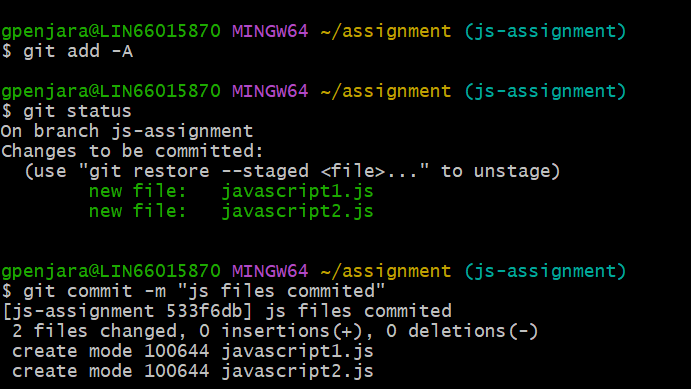 gpenjara@LIN66015870 MINGW64 ~/assignment (js-assignment)
$ git add -A
gpenjara@LIN66015870 MINGW64 ~/assignment (js-assignment)
$ git status
On branch js-assignment
Changes to be committed:
  (use "git restore --staged <file>..." to unstage)
        new file:   javascript1.js
        new file:   javascript2.js
gpenjara@LIN66015870 MINGW64 ~/assignment (js-assignment)
$ git commit -m "js files commited"
[js-assignment 533f6db] js files commited
 2 files changed, 0 insertions(+), 0 deletions(-)
 create mode 100644 javascript1.js
 create mode 100644 javascript2.js